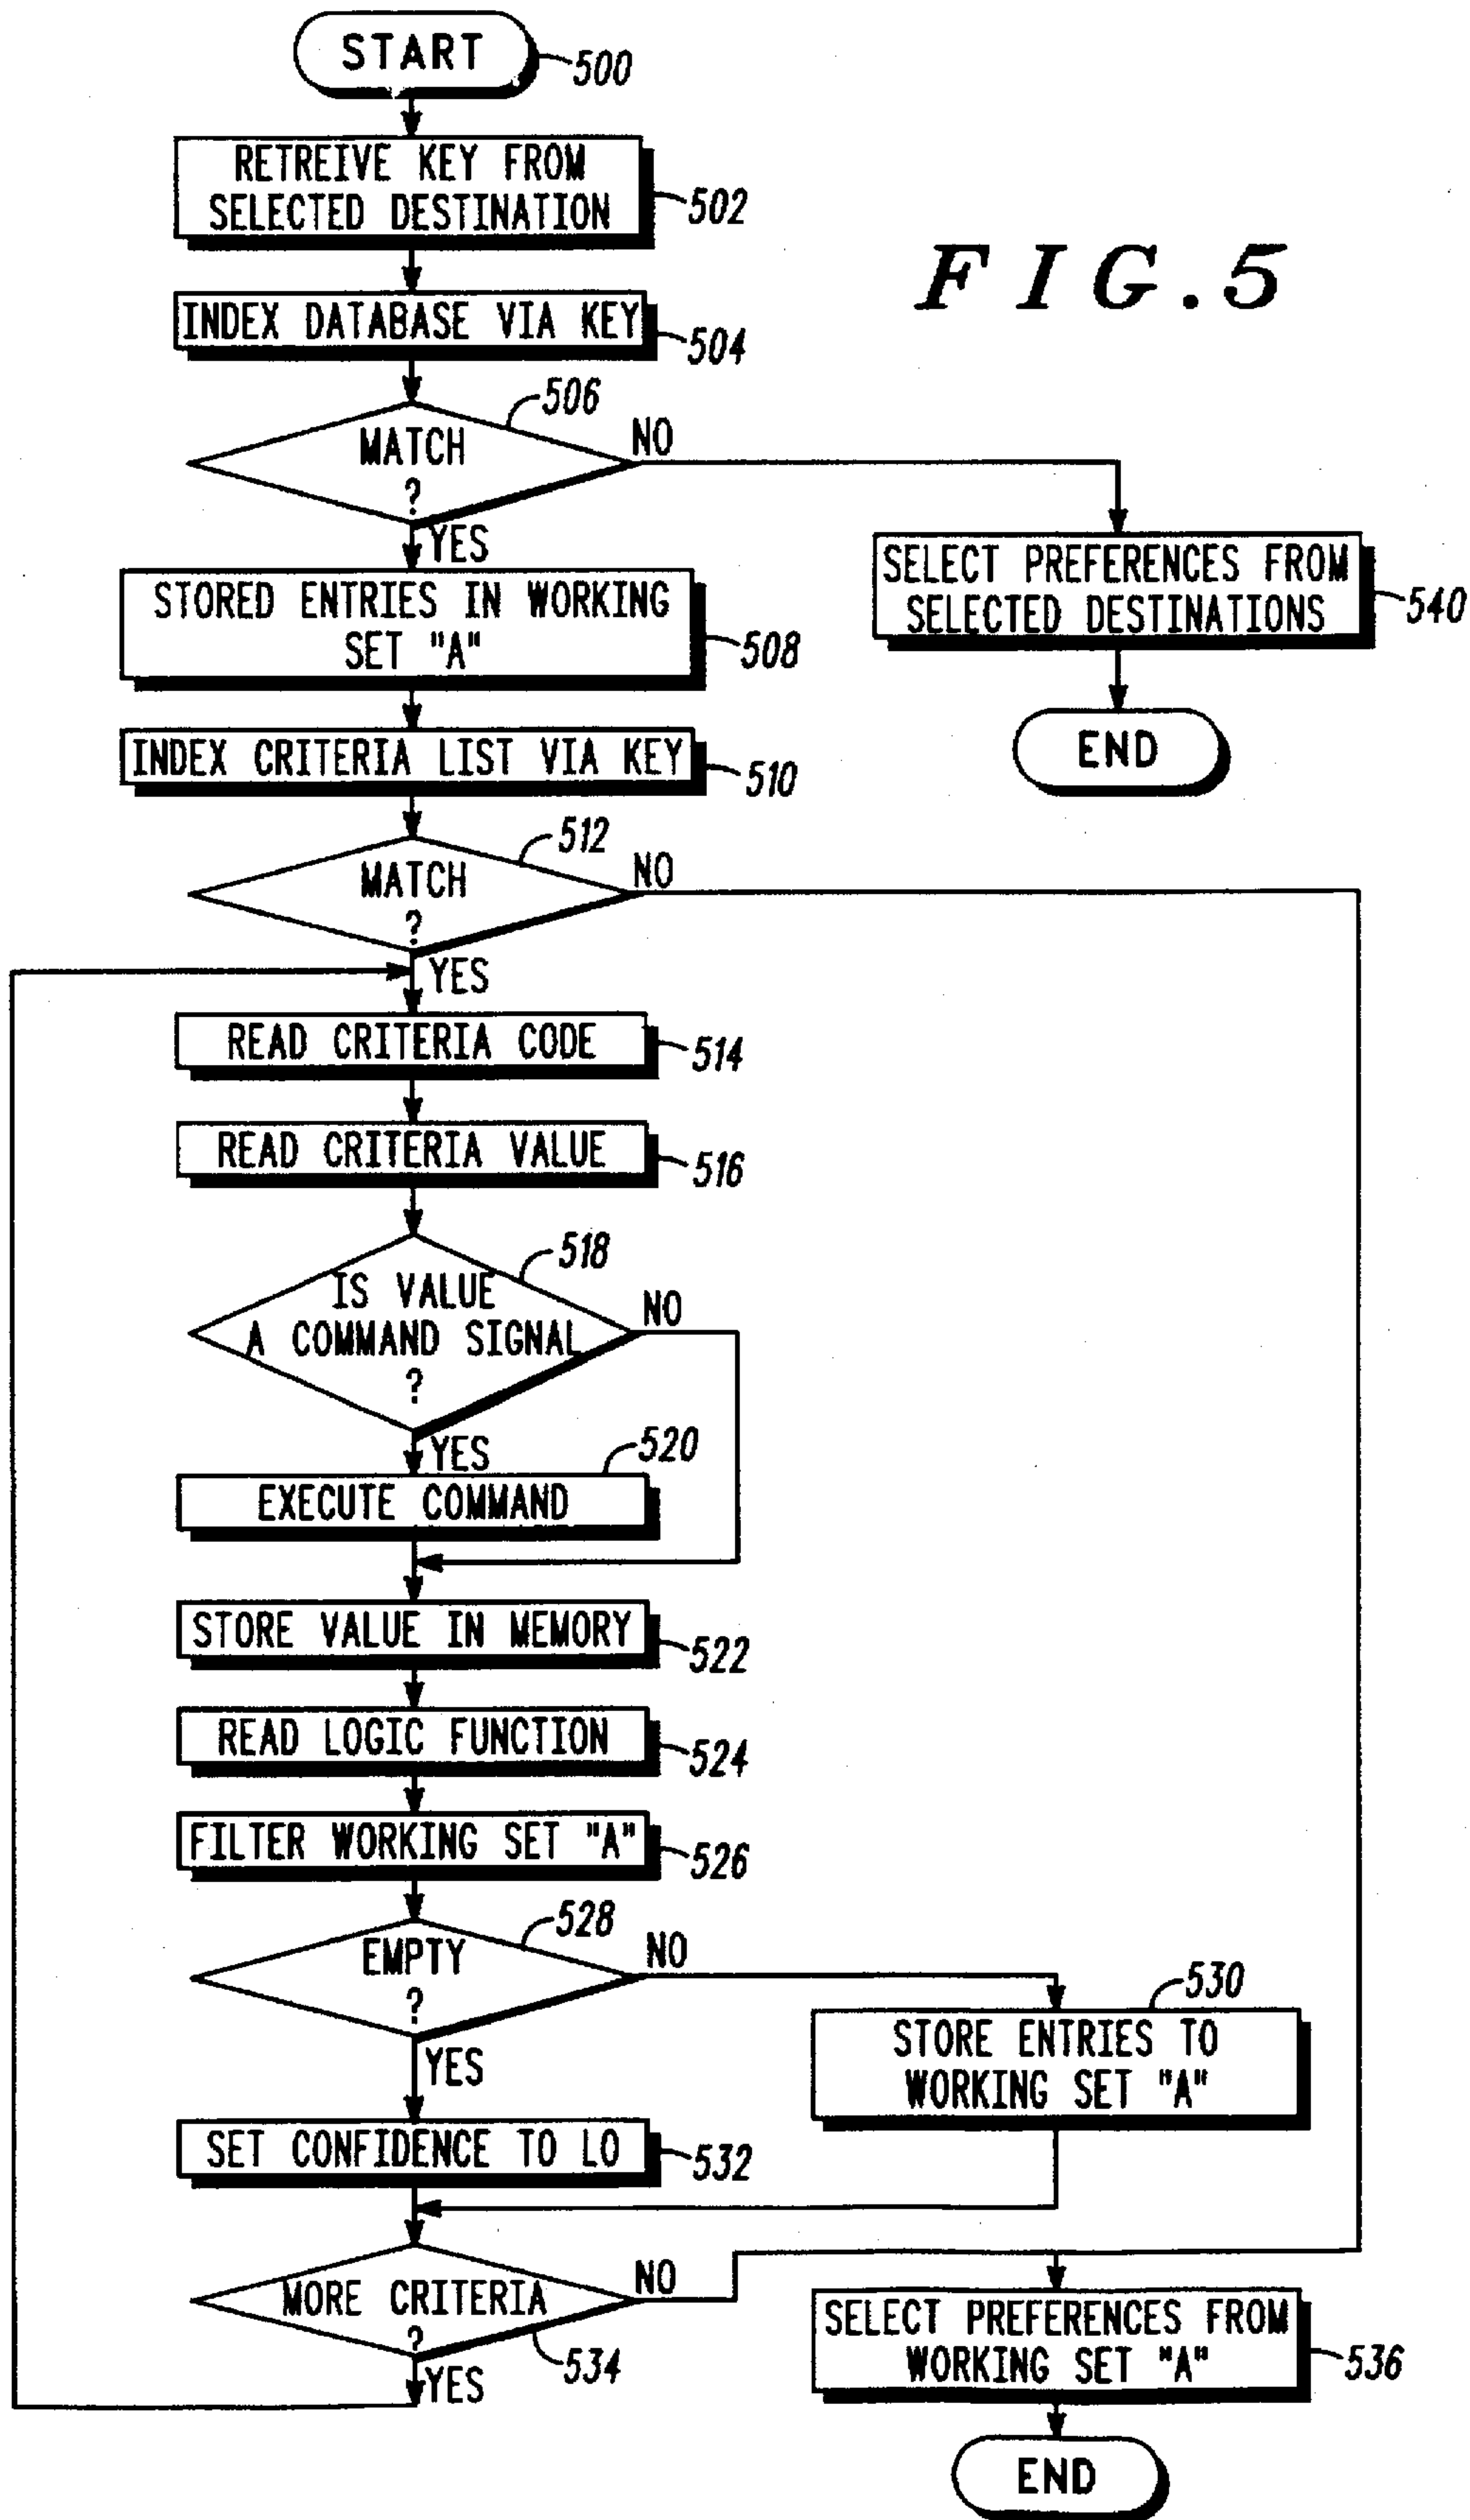 START
500
RETREIVE KEY FROM
SELECTED DESTINATION
502
FIG.5
INDEX DATABASE VIA KEY
504
506
MATCH
?
NO
YES
SELECT PREFERENCES FROM
SELECTED DESTINATIONS
540
END
STORED ENTRIES IN WORKING
SET "A"
508
INDEX CRITERIA LIST VIA KEY
510
512
MATCH
?
NO
YES
READ CRITERIA CODE
514
READ CRITERIA VALUE
516
518
IS VALUE
A COMMAND SIGNAL
?
NO
YES
520
EXECUTE COMMAND
STORE VALUE IN MEMORY
522
READ LOGIC FUNCTION
524
FILTER WORKING SET "A"
526
528
EMPTY
?
NO
YES
530
STORE ENTRIES TO
WORKING SET "A"
SET CONFIDENCE TO LO
532
MORE CRITERIA
?
NO
534
YES
SELECT PREFERENCES FROM
WORKING SET "A"
536
END